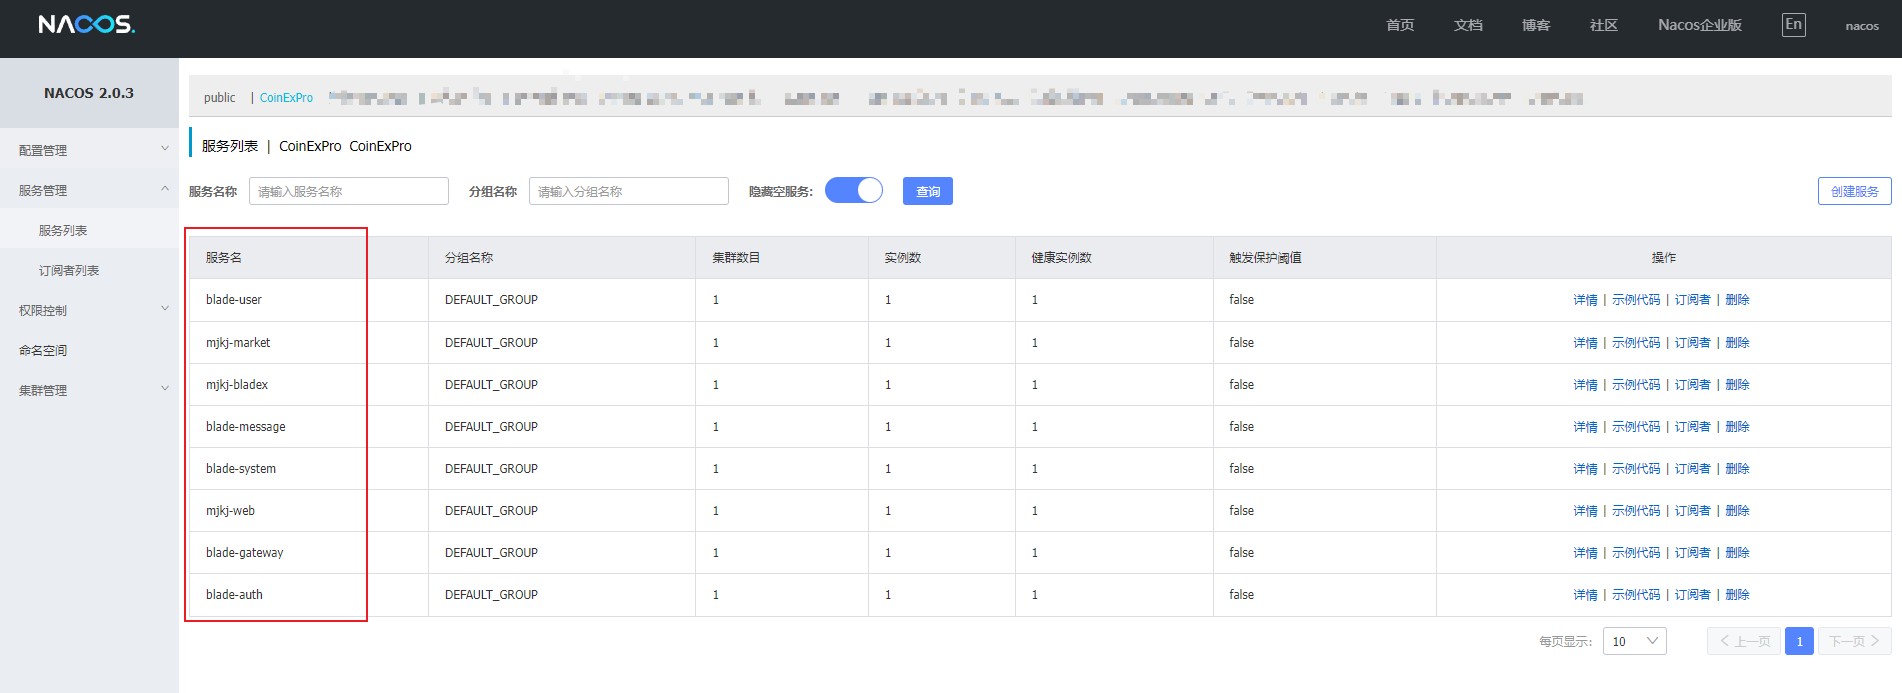 NACOS.
首页 文档 博客 社区 Nacos企业版 En nacos
NACOS 2.0.3
配置管理
服务管理
服务列表
订阅者列表
权限控制
命名空间
集群管理
public | CoinExPro
服务列表 | CoinExPro CoinExPro
服务名称 请输入服务名称 分组名称 请输入分组名称 隐藏空服务: 查询 创建服务
服务名 分组名称 集群数目 实例数 健康实例数 触发保护阈值 操作
blade-user DEFAULT_GROUP 1 1 1 false 详情 | 示例代码 | 订阅者 | 删除
mjkj-market DEFAULT_GROUP 1 1 1 false 详情 | 示例代码 | 订阅者 | 删除
mjkj-bladex DEFAULT_GROUP 1 1 1 false 详情 | 示例代码 | 订阅者 | 删除
blade-message DEFAULT_GROUP 1 1 1 false 详情 | 示例代码 | 订阅者 | 删除
blade-system DEFAULT_GROUP 1 1 1 false 详情 | 示例代码 | 订阅者 | 删除
mjkj-web DEFAULT_GROUP 1 1 1 false 详情 | 示例代码 | 订阅者 | 删除
blade-gateway DEFAULT_GROUP 1 1 1 false 详情 | 示例代码 | 订阅者 | 删除
blade-auth DEFAULT_GROUP 1 1 1 false 详情 | 示例代码 | 订阅者 | 删除
每页显示: 10 上一页 1 下一页